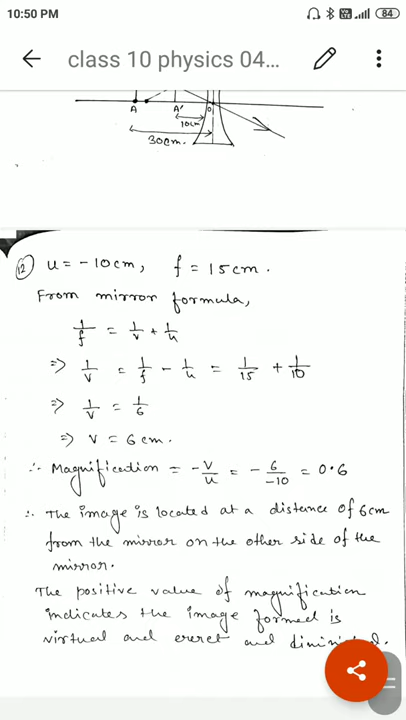 10:50 PM 84
class 10 physics 04...
A A' O
10cm
30cm.
12 u = -10cm, f = 15cm.
From mirror formula,
1/f = 1/v + 1/u
=> 1/v = 1/f - 1/u = 1/15 + 1/10
=> 1/v = 1/6
=> v = 6 cm.
∴ Magnification = -v/u = - 6/-10 = 0.6
∴ The image is located at a distance of 6cm
from the mirror on the other side of the
mirror.
The positive value of magnification
indicates the image formed is
virtual and erect and diminished.